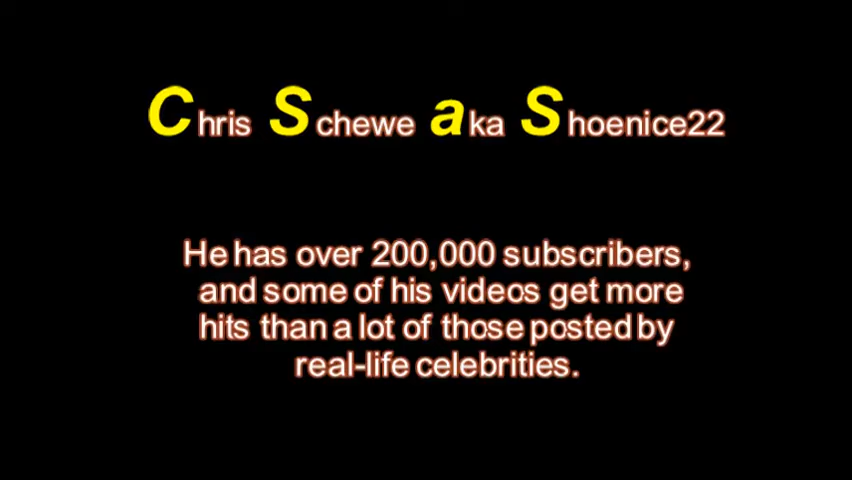 Chris Schewe aka Shoenice22
He has over 200,000 subscribers,
and some of his videos get more
hits than a lot of those posted by
real-life celebrities.